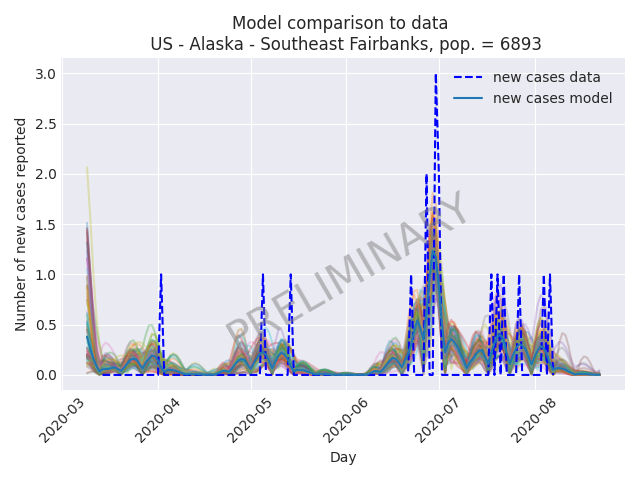 Model comparison to data
US - Alaska - Southeast Fairbanks, pop. = 6893
new cases data
new cases model
Number of new cases reported
3.0
2.5
2.0
1.5
1.0
0.5
0.0
PRELIMINARY
2020-03
2020-04
2020-05
2020-06
2020-07
2020-08
Day